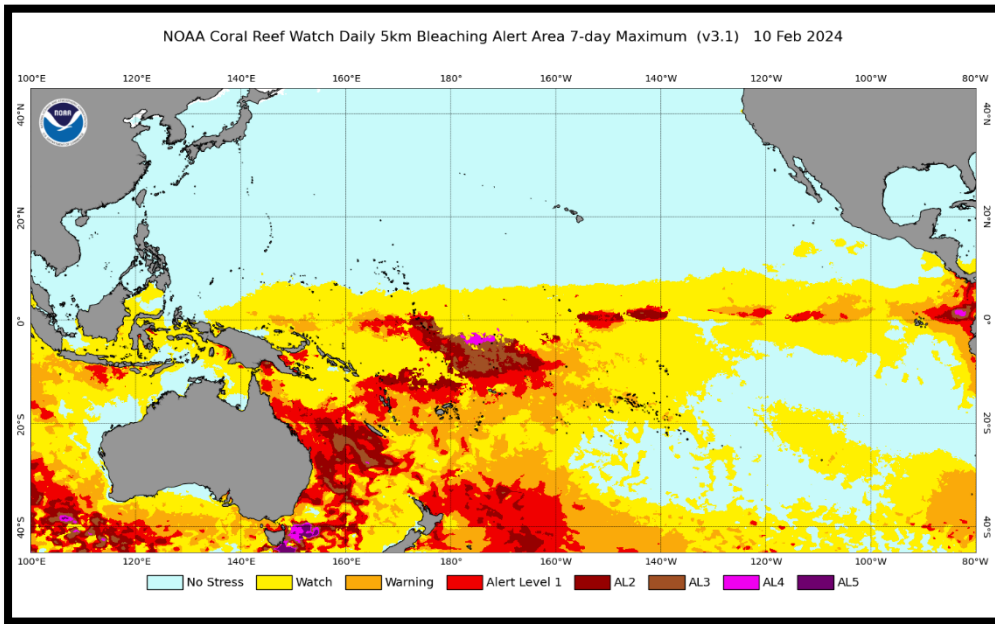 NOAA Coral Reef Watch Daily 5km Bleaching Alert Area 7-day Maximum (v3.1) 10 Feb 2024
100°E 120°E 140°E 160°E 180°W 160°W 140°W 120°W 100°W 80°W
NOAA
40°N 40°N
20°N 20°N
0° 0°
20°S 20°S
40°S 40°S
100°E 120°E 140°E 160°E 180°W 160°W 140°W 120°W 100°W 80°W
No Stress Watch Warning Alert Level 1 AL2 AL3 AL4 AL5